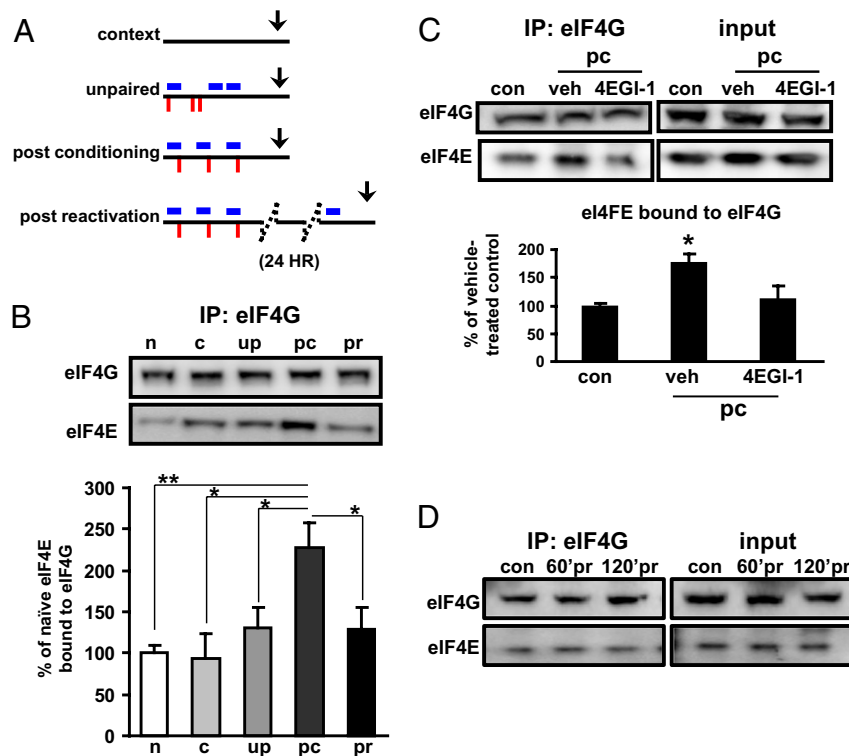 A
context
unpaired
post conditioning
post reactivation
(24 HR)
B
IP: eIF4G
n c up pc pr
eIF4G
eIF4E
% of naïve eIF4E
bound to eIF4G
300
250
200
150
100
50
0
** * * *
n c up pc pr
C
IP: eIF4G input
pc pc
con veh 4EGI-1 con veh 4EGI-1
eIF4G
eIF4E
eI4FE bound to eIF4G
% of vehicle-
treated control
200
150
100
50
0
*
con veh 4EGI-1
pc
D
IP: eIF4G input
con 60'pr 120'pr con 60'pr 120'pr
eIF4G
eIF4E